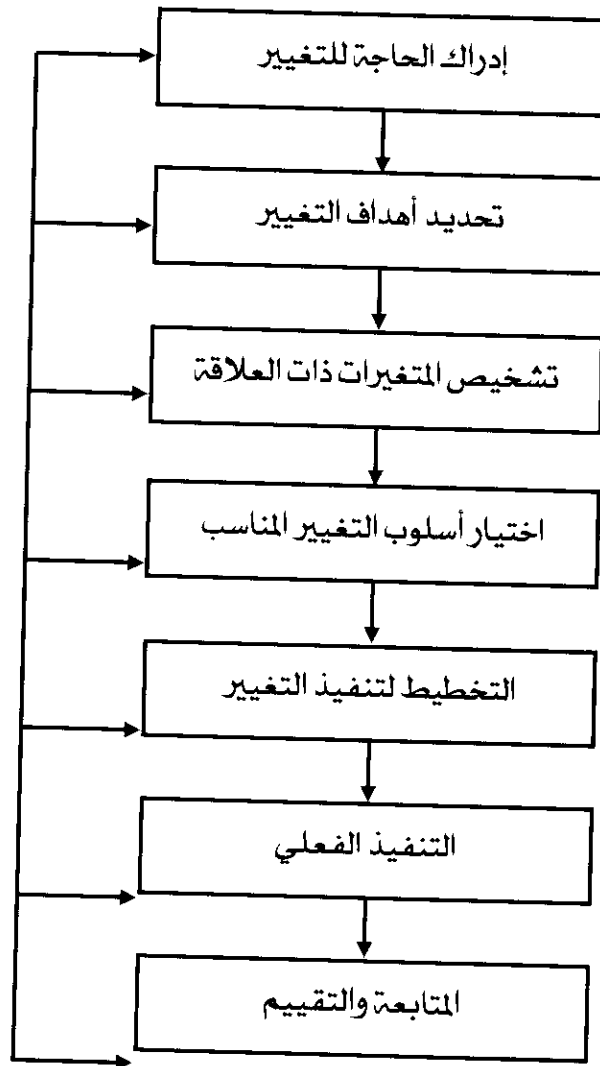 إدراك الحاجة للتغيير
تحديد أهداف التغيير
تشخيص المتغيرات ذات العلاقة
اختيار أسلوب التغيير المناسب
التخطيط لتنفيذ التغيير
التنفيذ الفعلي
المتابعة والتقييم